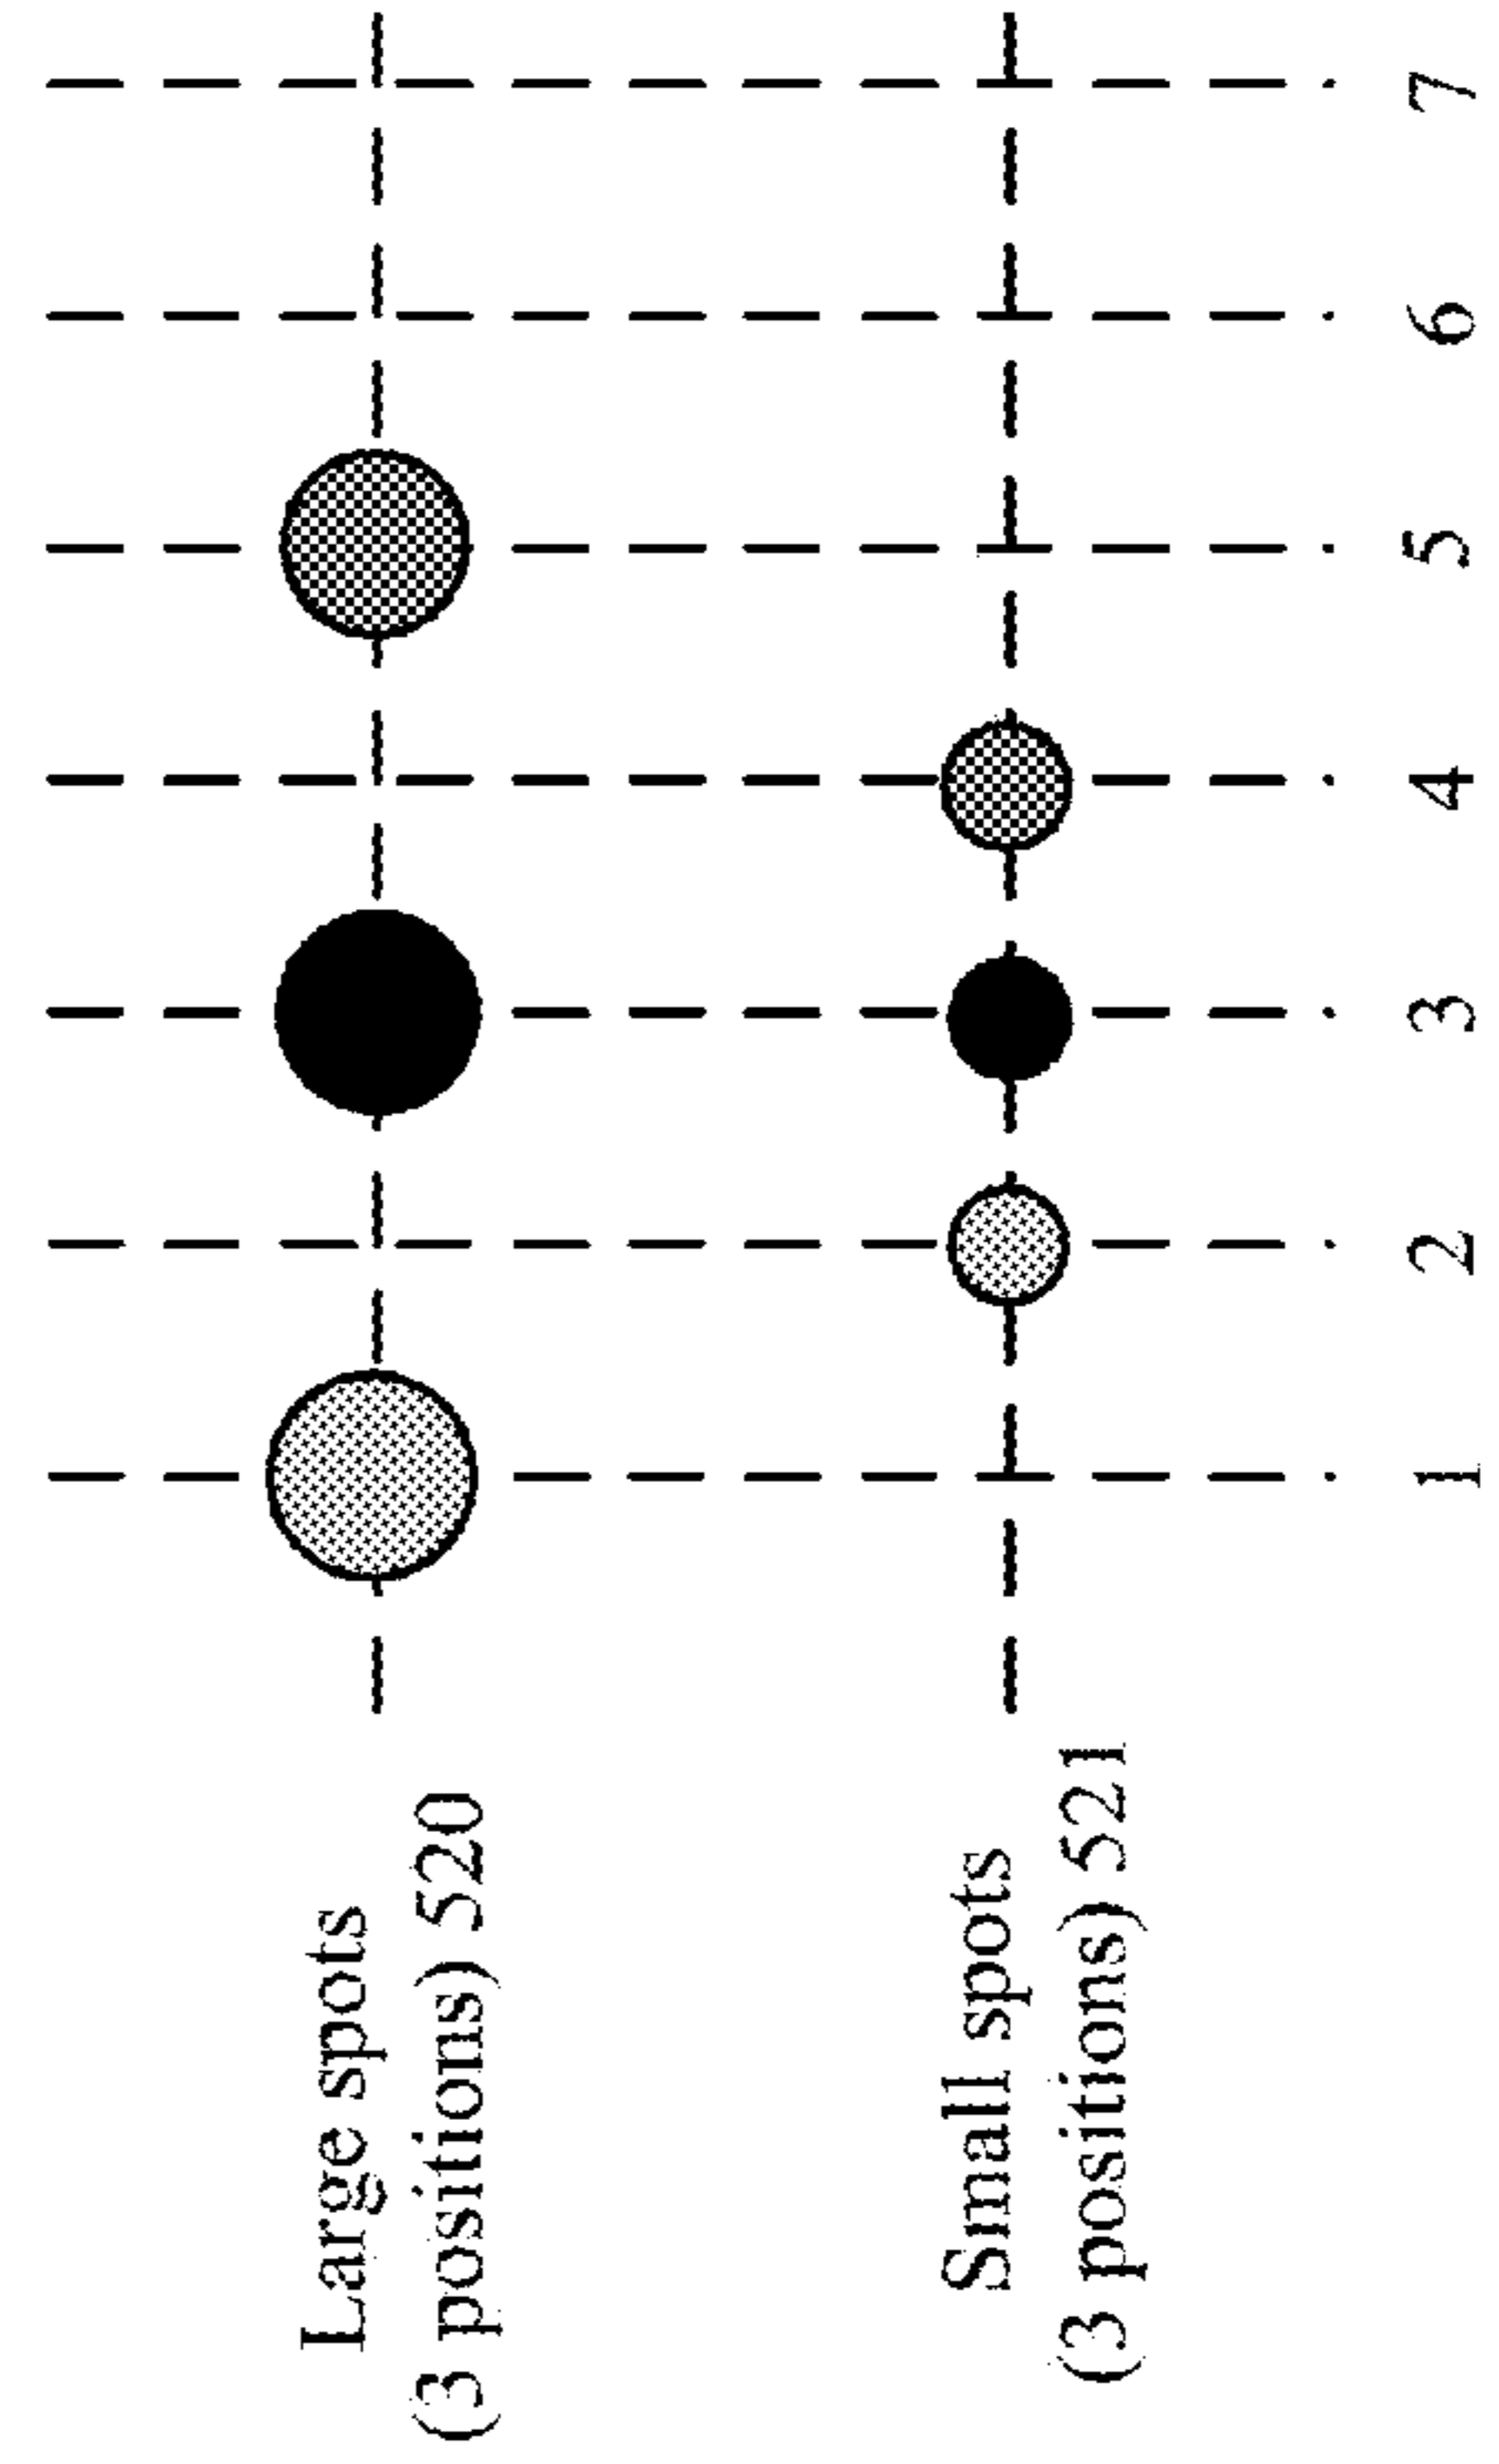 Large spots
(3 positions) 520
Small spots
(3 positions) 521
1 2 3 4 5 6 7